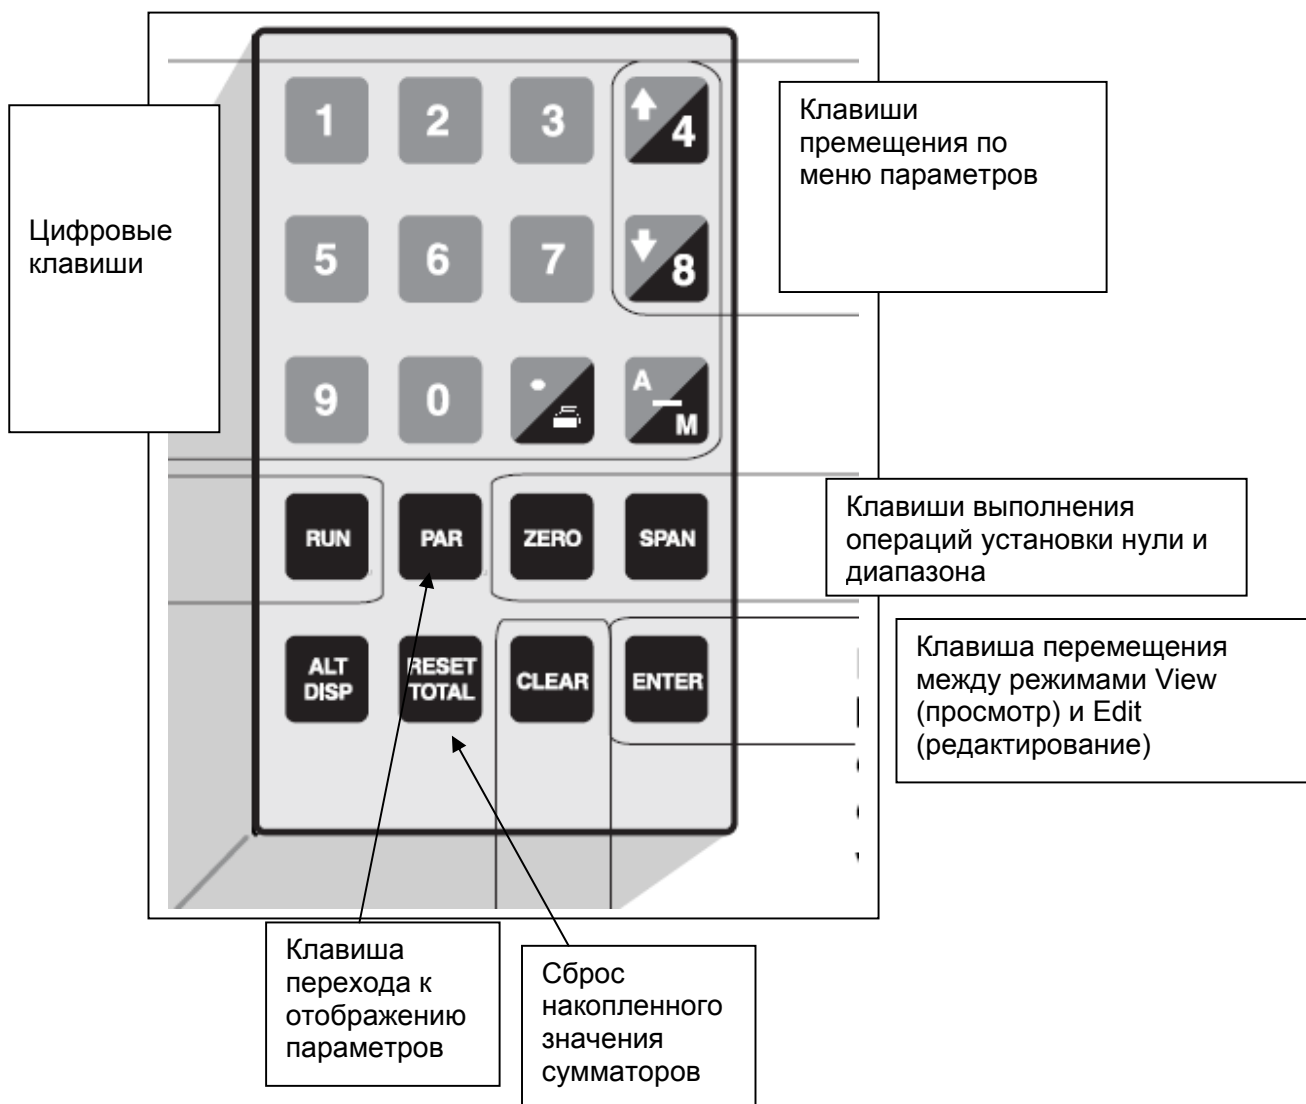 1 2 3 4
Клавиши
премещения по
меню параметров
Цифровые
клавиши
5 6 7 8
9 0 A M
RUN PAR ZERO SPAN
Клавиши выполнения
операций установки нули и
диапазона
ALT
DISP
RESET
TOTAL
CLEAR
ENTER
Клавиша перемещения
между режимами View
(просмотр) и Edit
(редактирование)
Клавиша
перехода к
отображению
параметров
Сброс
накопленного
значения
сумматоров